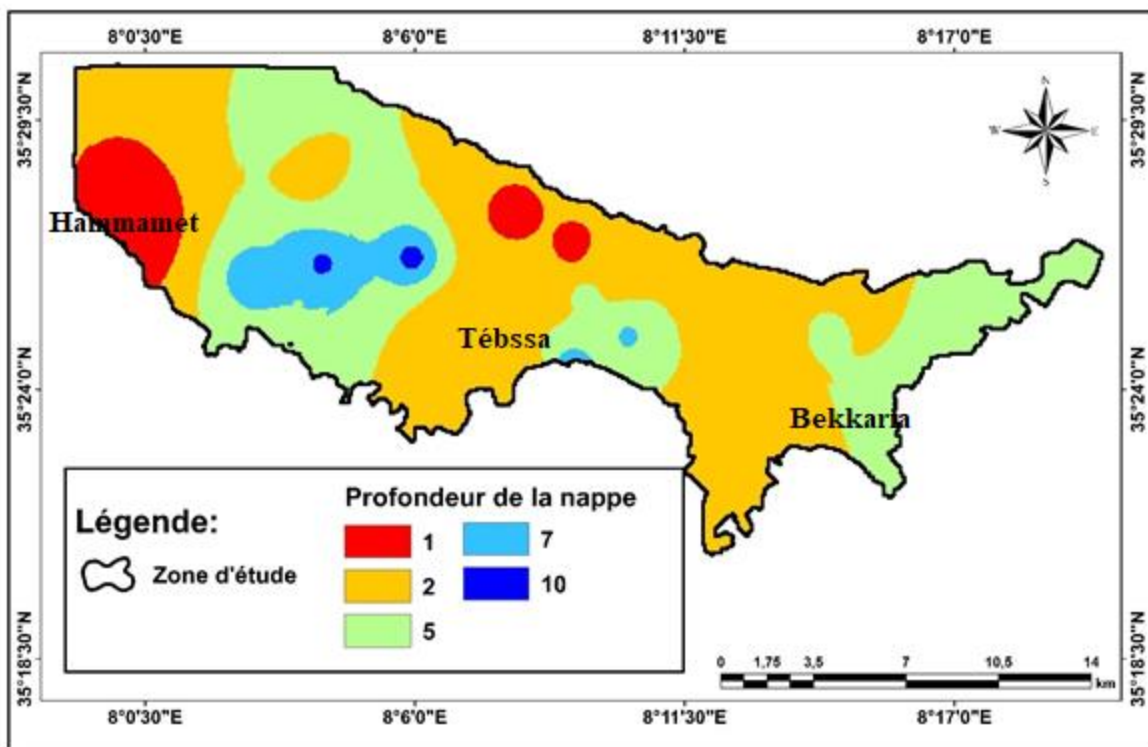 8°0'30"E 8°6'0"E 8°11'30"E 8°17'0"E
35°29'30"N 35°29'30"N
N
W E
S
Hammamet
Tébssa
35°24'0"N 35°24'0"N
Bekkaria
Profondeur de la nappe
Légende:
1 7
Zone d'étude
2 10
5
35°18'30"N 35°18'30"N
0 1,75 3,5 7 10,5 14
km
8°0'30"E 8°6'0"E 8°11'30"E 8°17'0"E